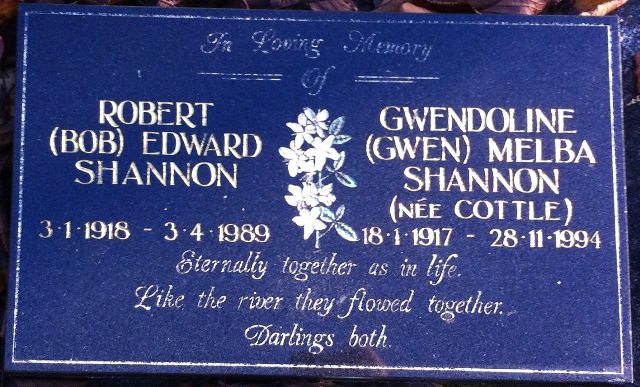 In Loving Memory
Of
ROBERT
(BOB) EDWARD
SHANNON
3·1·1918 - 3·4·1989
GWENDOLINE
(GWEN) MELBA
SHANNON
(NÉE COTTLE)
18·1·1917 - 28·11·1994
Eternally together as in life.
Like the river they flowed together.
Darlings both.